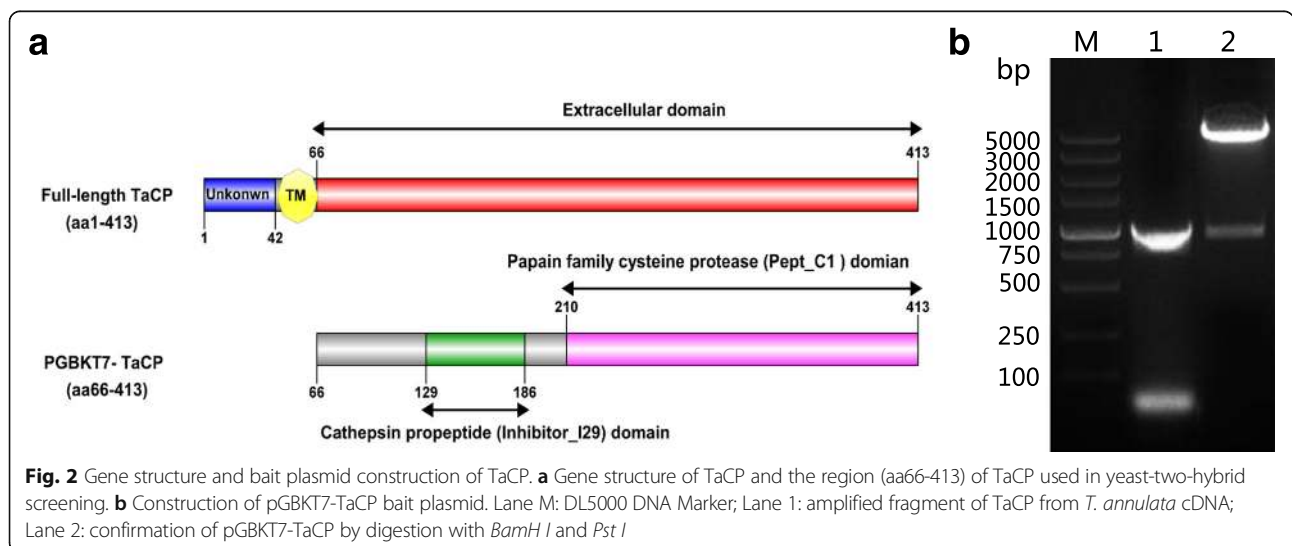 a
Extracellular domain
66
413
Full-length TaCP
(aa1-413)
Unkonwn
TM
1
42
Papain family cysteine protease (Pept_C1 ) domian
210
413
PGBKT7- TaCP
(aa66-413)
66
129
186
Cathepsin propeptide (Inhibitor_I29) domain
b
M 1 2
bp
5000
3000
2000
1500
1000
750
500
250
100
Fig. 2 Gene structure and bait plasmid construction of TaCP. a Gene structure of TaCP and the region (aa66-413) of TaCP used in yeast-two-hybrid
screening. b Construction of pGBKT7-TaCP bait plasmid. Lane M: DL5000 DNA Marker; Lane 1: amplified fragment of TaCP from T. annulata cDNA;
Lane 2: confirmation of pGBKT7-TaCP by digestion with BamH I and Pst I